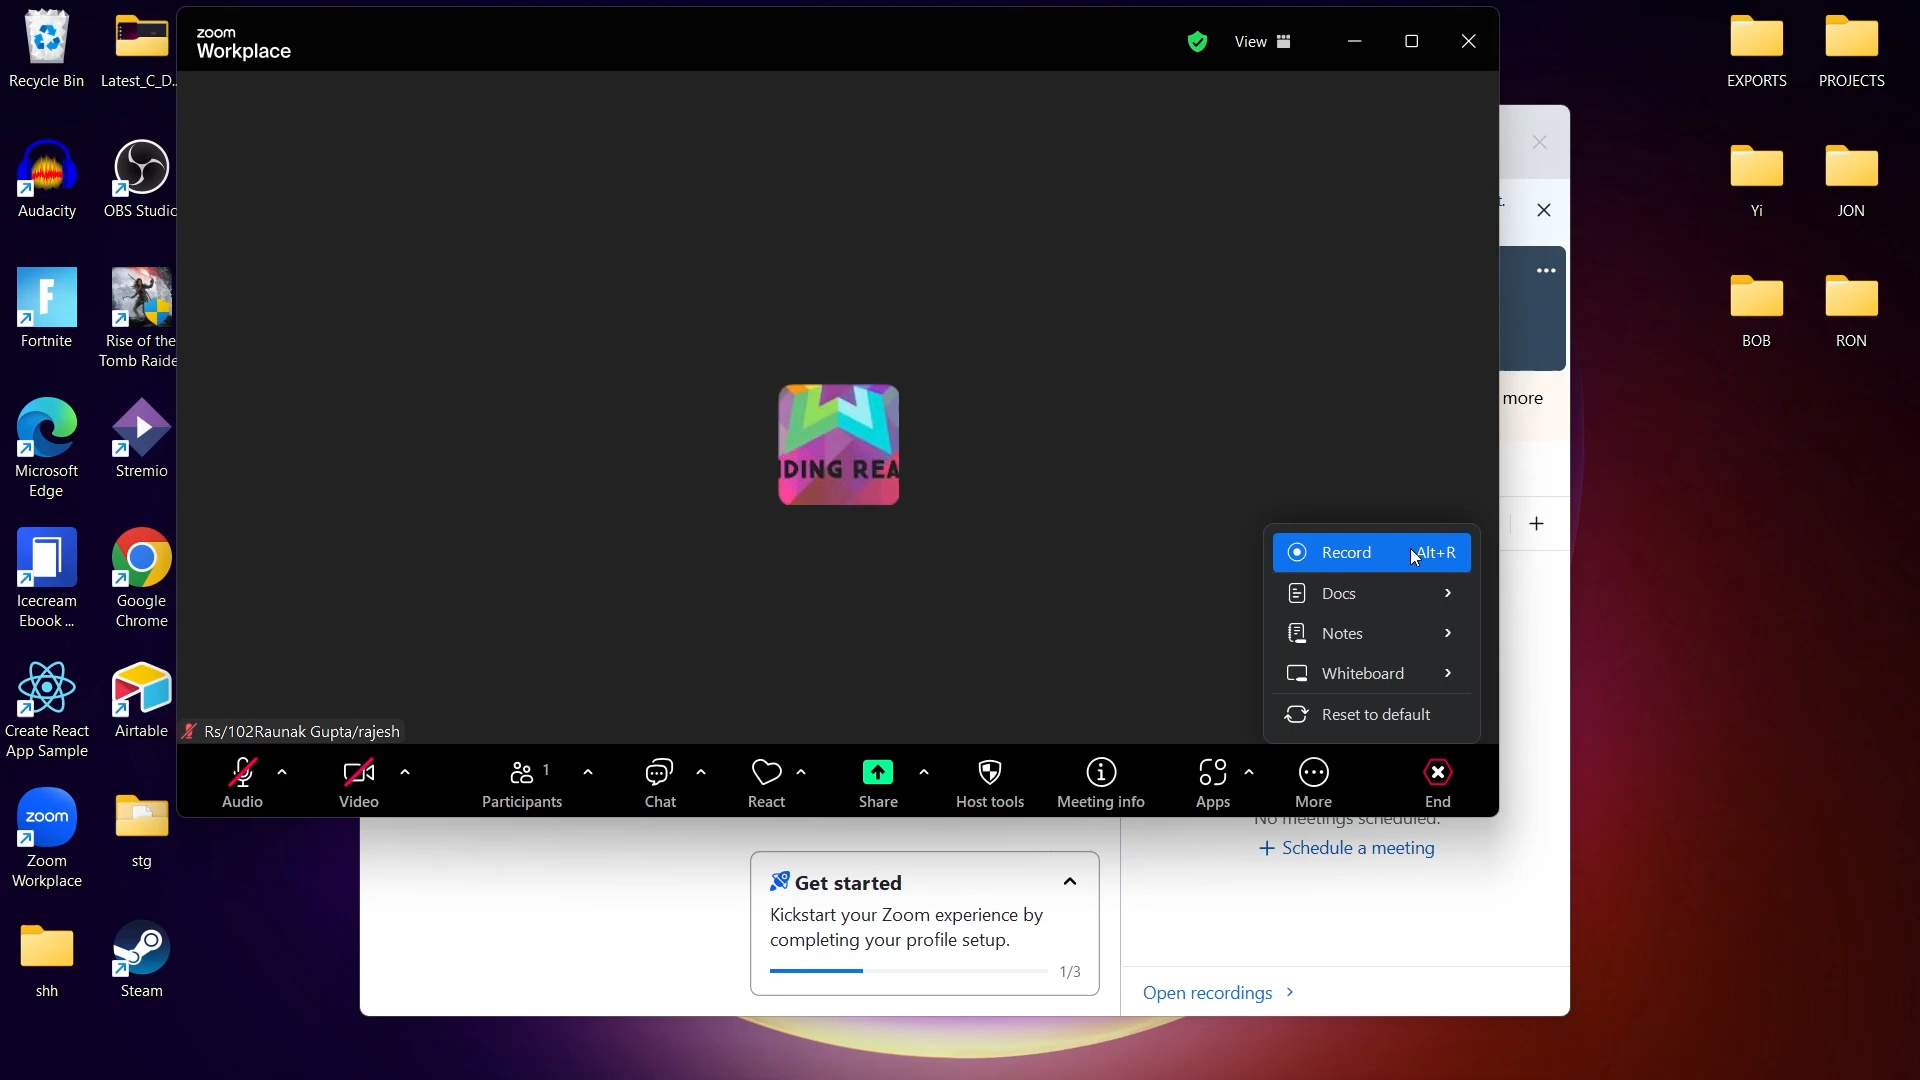 Recycle Bin
Latest_C_D...
Audacity
OBS Studio
Fortnite
Rise of the
Tomb Raide
Microsoft
Edge
Stremio
Icecream
Ebook ...
Google
Chrome
Create React
App Sample
Airtable
zoom
Zoom
Workplace
stg
shh
Steam
zoom
Workplace
View
DING REA
Record Alt+R
Docs
Notes
Whiteboard
Reset to default
Rs/102Raunak Gupta/rajesh
Audio
Video
1
Participants
Chat
React
Share
Host tools
Meeting info
Apps
More
End
t.
more
No meetings scheduled.
+ Schedule a meeting
Get started
Kickstart your Zoom experience by
completing your profile setup.
1/3
Open recordings
EXPORTS
PROJECTS
Yi
JON
BOB
RON